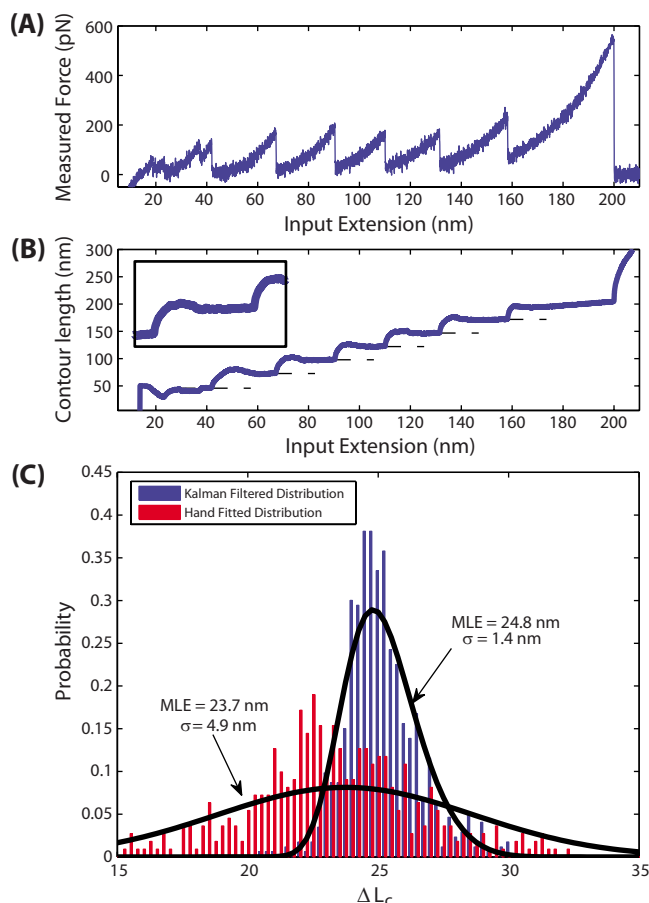 (A)
Measured Force (pN)
600
400
200
0
20 40 60 80 100 120 140 160 180 200
Input Extension (nm)
(B)
Contour length (nm)
300
250
200
150
100
50
20 40 60 80 100 120 140 160 180 200
Input Extension (nm)
(C)
Probability
0.45
0.4
0.35
0.3
0.25
0.2
0.15
0.1
0.05
0
Kalman Filtered Distribution
Hand Fitted Distribution
MLE = 24.8 nm
σ = 1.4 nm
MLE = 23.7 nm
σ = 4.9 nm
15 20 25 30 35
Δ L_c